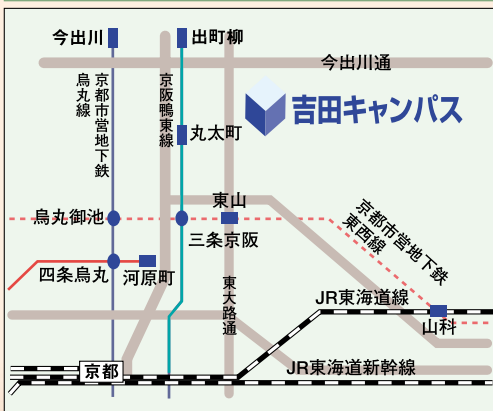 今出川
出町柳
今出川通
京都市営地下鉄
烏丸線
京阪鴨東線
吉田キャンパス
丸太町
烏丸御池
東山
三条京阪
京都市営地下鉄
東西線
四条烏丸
河原町
東大路通
JR東海道線
山科
京都
JR東海道新幹線